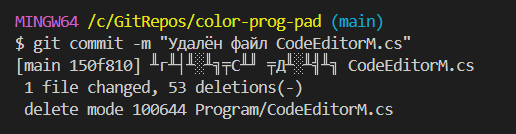 MINGW64 /c/GitRepos/color-prog-pad (main)
$ git commit -m "Удалён файл CodeEditorM.cs"
[main 150f810] ╨г╨┤╨░╨╗╤С╨╜ ╤Д╨░╨╣╨╗ CodeEditorM.cs
1 file changed, 53 deletions(-)
delete mode 100644 Program/CodeEditorM.cs